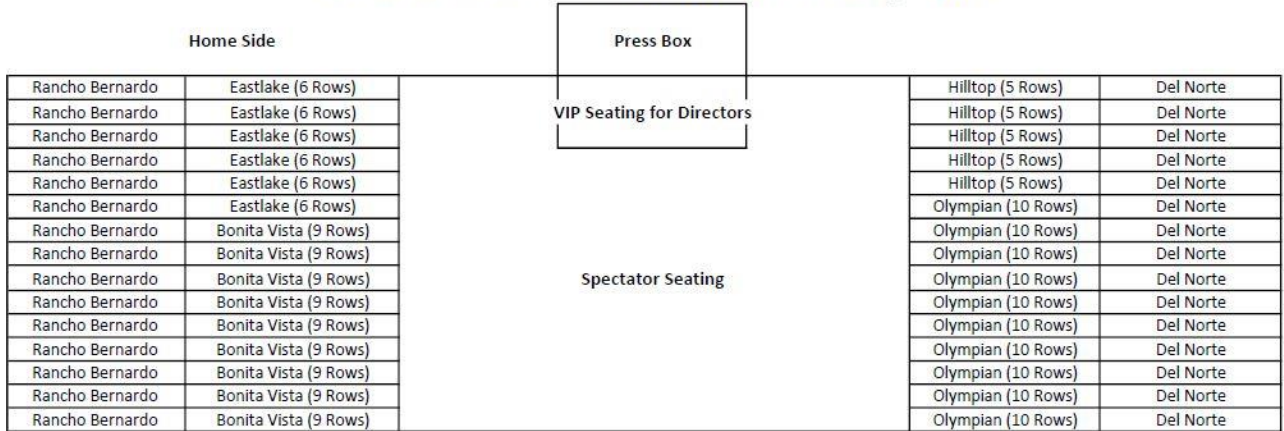 Home Side Press Box
Rancho Bernardo Eastlake (6 Rows) Hilltop (5 Rows) Del Norte
Rancho Bernardo Eastlake (6 Rows) VIP Seating for Directors Hilltop (5 Rows) Del Norte
Rancho Bernardo Eastlake (6 Rows) Hilltop (5 Rows) Del Norte
Rancho Bernardo Eastlake (6 Rows) Hilltop (5 Rows) Del Norte
Rancho Bernardo Eastlake (6 Rows) Hilltop (5 Rows) Del Norte
Rancho Bernardo Eastlake (6 Rows) Olympian (10 Rows) Del Norte
Rancho Bernardo Bonita Vista (9 Rows) Olympian (10 Rows) Del Norte
Rancho Bernardo Bonita Vista (9 Rows) Olympian (10 Rows) Del Norte
Rancho Bernardo Bonita Vista (9 Rows) Spectator Seating Olympian (10 Rows) Del Norte
Rancho Bernardo Bonita Vista (9 Rows) Olympian (10 Rows) Del Norte
Rancho Bernardo Bonita Vista (9 Rows) Olympian (10 Rows) Del Norte
Rancho Bernardo Bonita Vista (9 Rows) Olympian (10 Rows) Del Norte
Rancho Bernardo Bonita Vista (9 Rows) Olympian (10 Rows) Del Norte
Rancho Bernardo Bonita Vista (9 Rows) Olympian (10 Rows) Del Norte
Rancho Bernardo Bonita Vista (9 Rows) Olympian (10 Rows) Del Norte